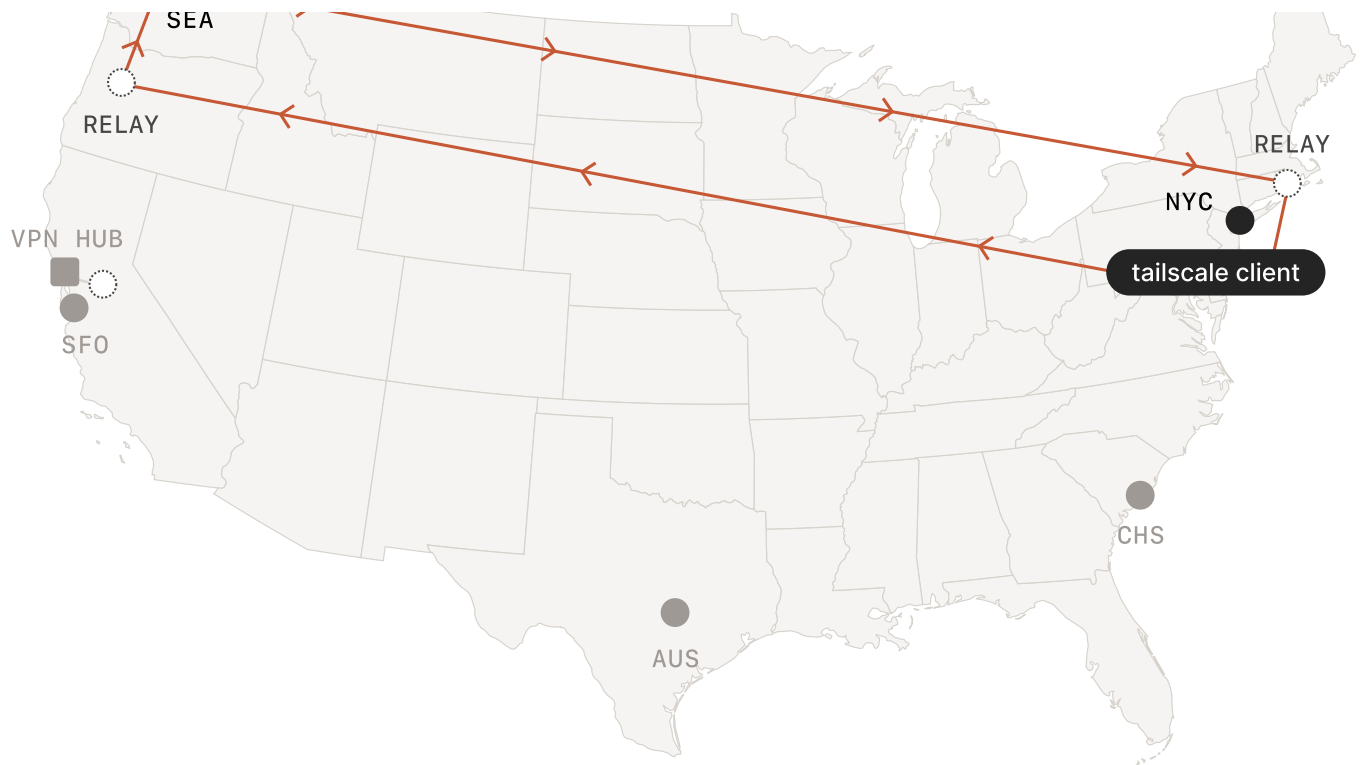 SEA
RELAY
RELAY
NYC
VPN HUB
tailscale client
SFO
CHS
AUS